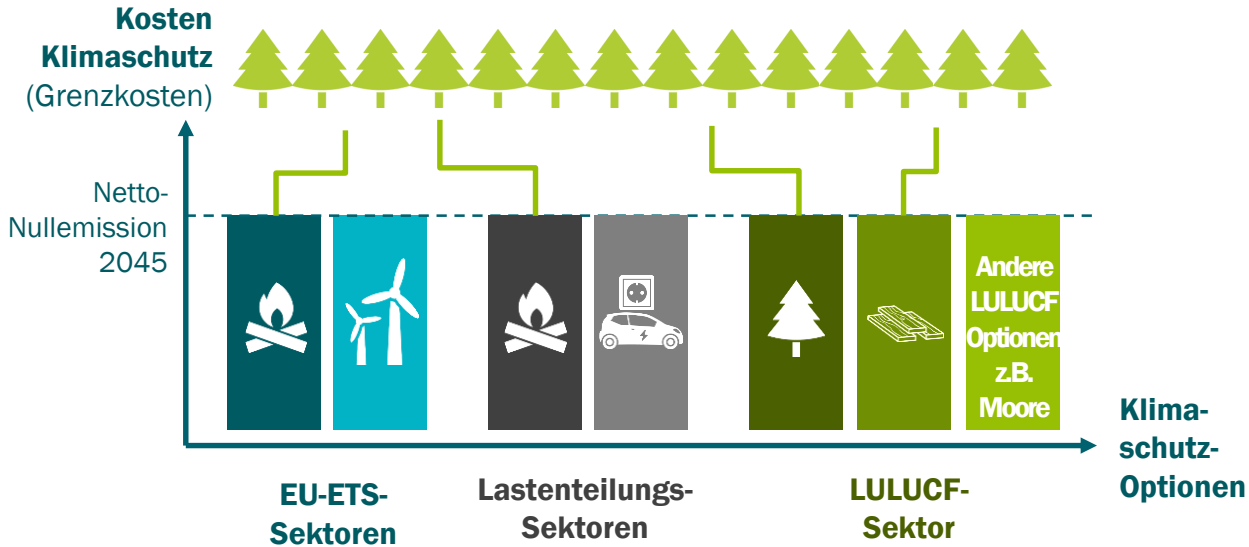 Kosten
Klimaschutz
(Grenzkosten)
Netto-
Nullemission
2045
Andere
LULUCF
Optionen
z.B.
Moore
Klima-
schutz-
Optionen
EU-ETS-
Sektoren
Lastenteilungs-
Sektoren
LULUCF-
Sektor